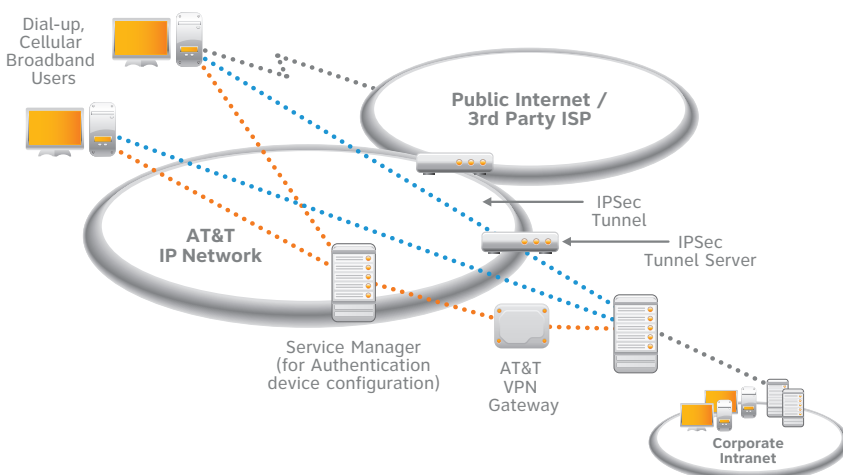 Dial-up,
Cellular
Broadband
Users
Public Internet /
3rd Party ISP
AT&T
IP Network
IPSec
Tunnel
IPSec
Tunnel Server
Service Manager
(for Authentication
device configuration)
AT&T
VPN
Gateway
Corporate
Intranet